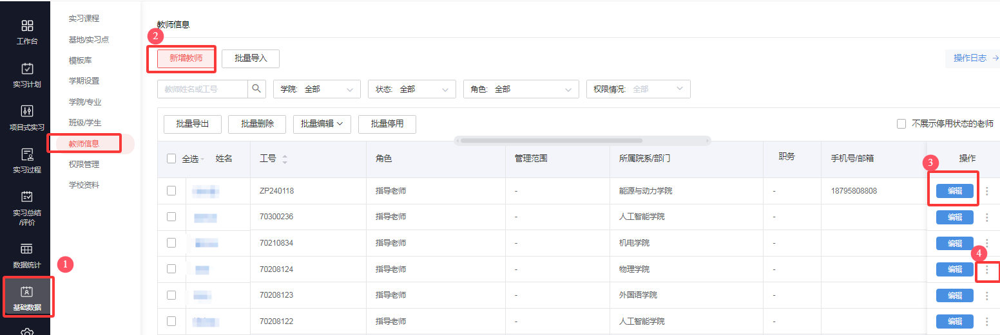 工作台
实习计划
项目式实习
实习过程
实习总结
/评价
数据统计
1
基础数据
实习课程
基地/实习点
模板库
学期设置
学院/专业
班级/学生
教师信息
权限管理
学校资料
教师信息
2
新增教师 批量导入 操作日志 →
教师姓名或工号 学院: 全部 状态: 全部 角色: 全部 权限情况: 全部
批量导出 批量删除 批量编辑 批量停用 不展示停用状态的老师
全选 姓名 工号 角色 管理范围 所属院系/部门 职务 手机号/邮箱 操作
3
ZP240118 指导老师 - 能源与动力学院 - 18795808808 编辑
70300236 指导老师 - 人工智能学院 - 编辑
70210834 指导老师 - 机电学院 - 编辑
4
70208124 指导老师 - 物理学院 - 编辑
70208123 指导老师 - 外国语学院 - 编辑
70208122 指导老师 - 人工智能学院 - 编辑